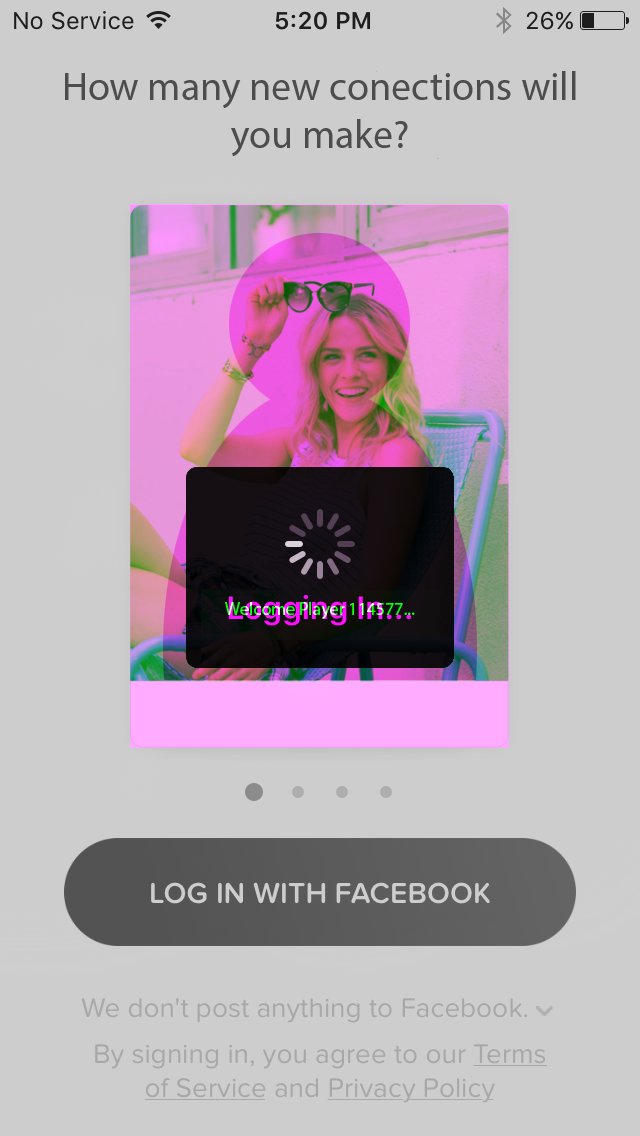 No Service 5:20 PM 26%
How many new conections will
you make?
Logging In...
Welcome Player 114577...
LOG IN WITH FACEBOOK
We don't post anything to Facebook.
By signing in, you agree to our Terms
of Service and Privacy Policy